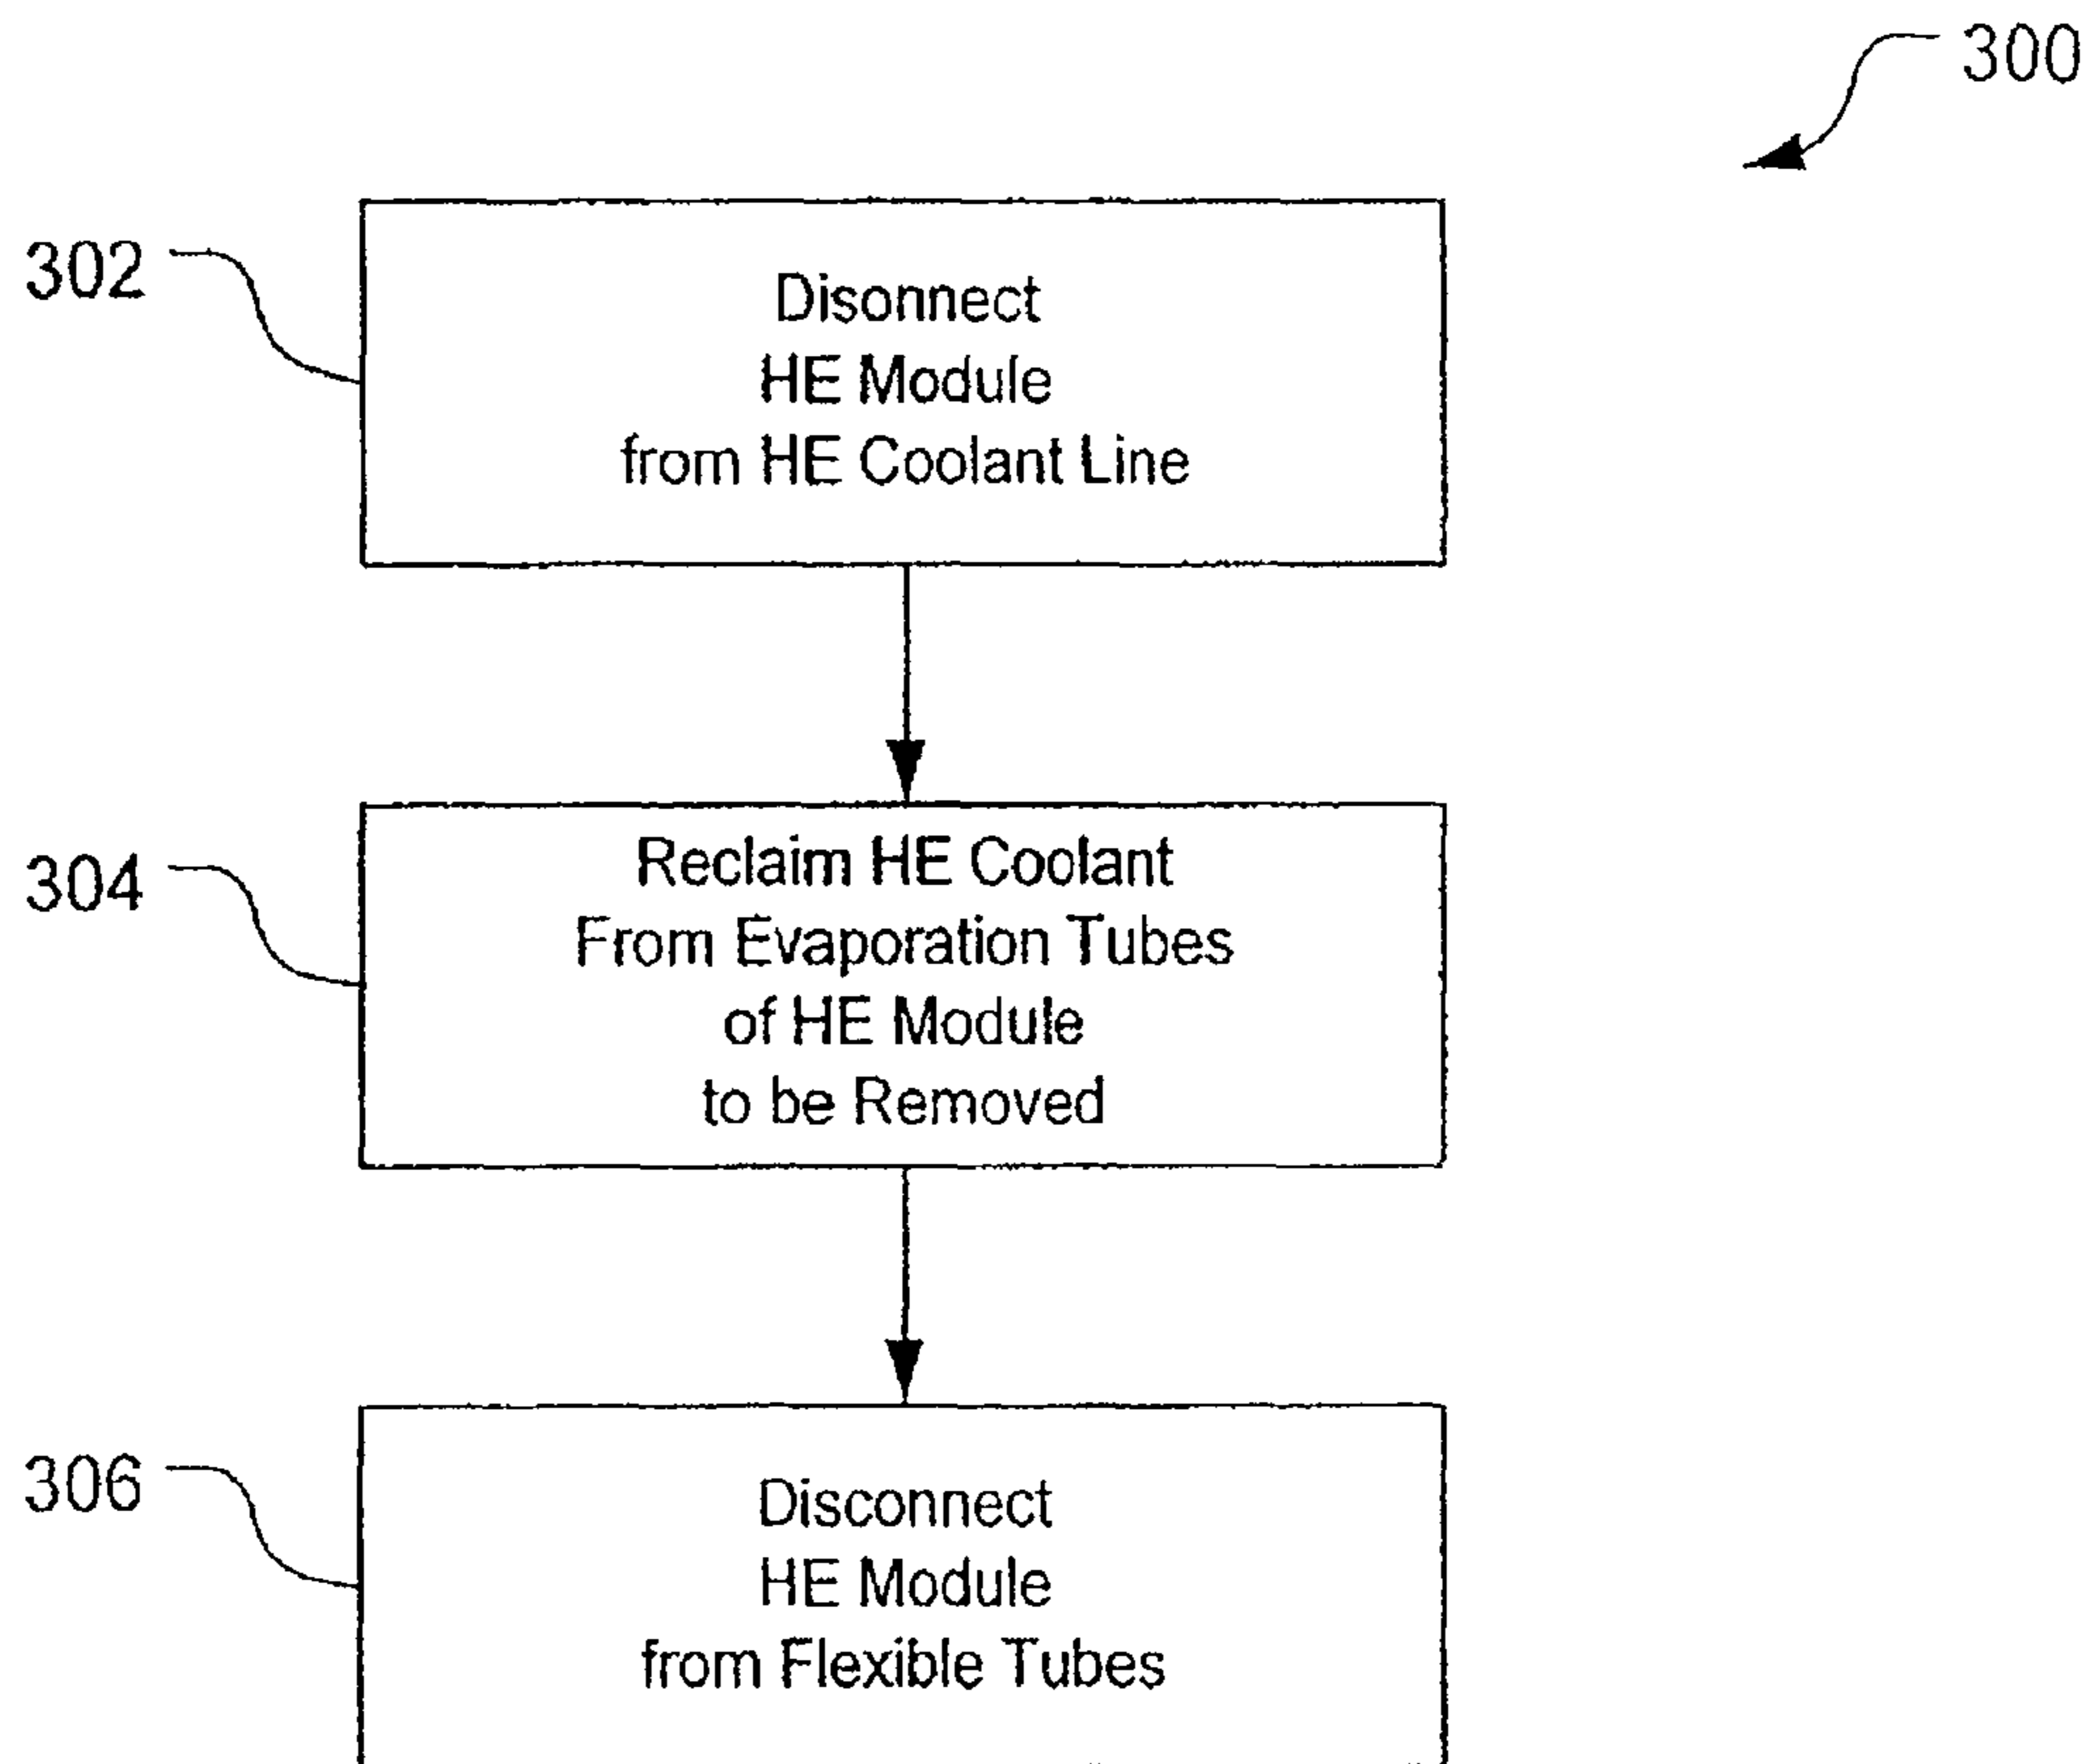 300
302
Disonnect
HE Module
from HE Coolant Line
304
Reclaim HE Coolant
From Evaporation Tubes
of HE Module
to be Removed
306
Disconnect
HE Module
from Flexible Tubes